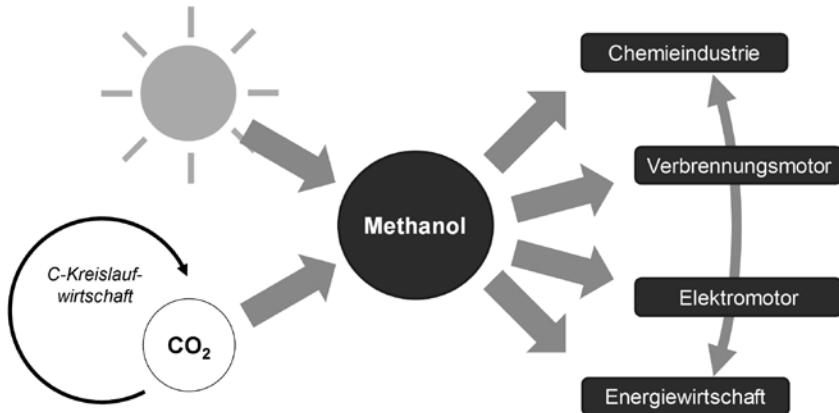 Chemieindustrie
Verbrennungsmotor
Methanol
C-Kreislauf-
wirtschaft
Elektromotor
CO₂
Energiewirtschaft